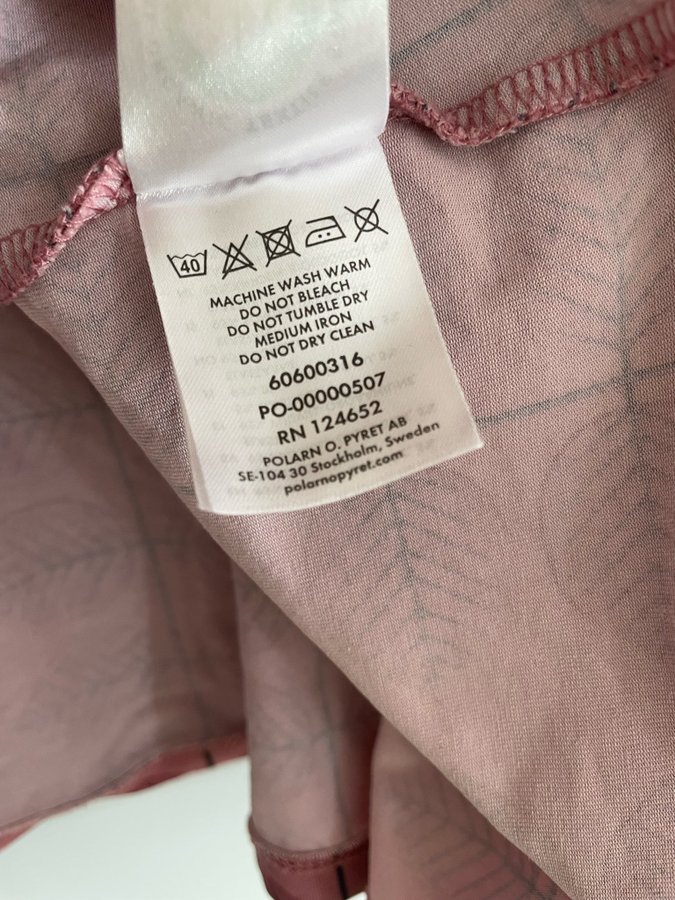 40
MACHINE WASH WARM
DO NOT BLEACH
DO NOT TUMBLE DRY
MEDIUM IRON
DO NOT DRY CLEAN
60600316
PO-00000507
RN 124652
POLARN O. PYRET AB
SE-104 30 Stockholm, Sweden
polarnopyret.com